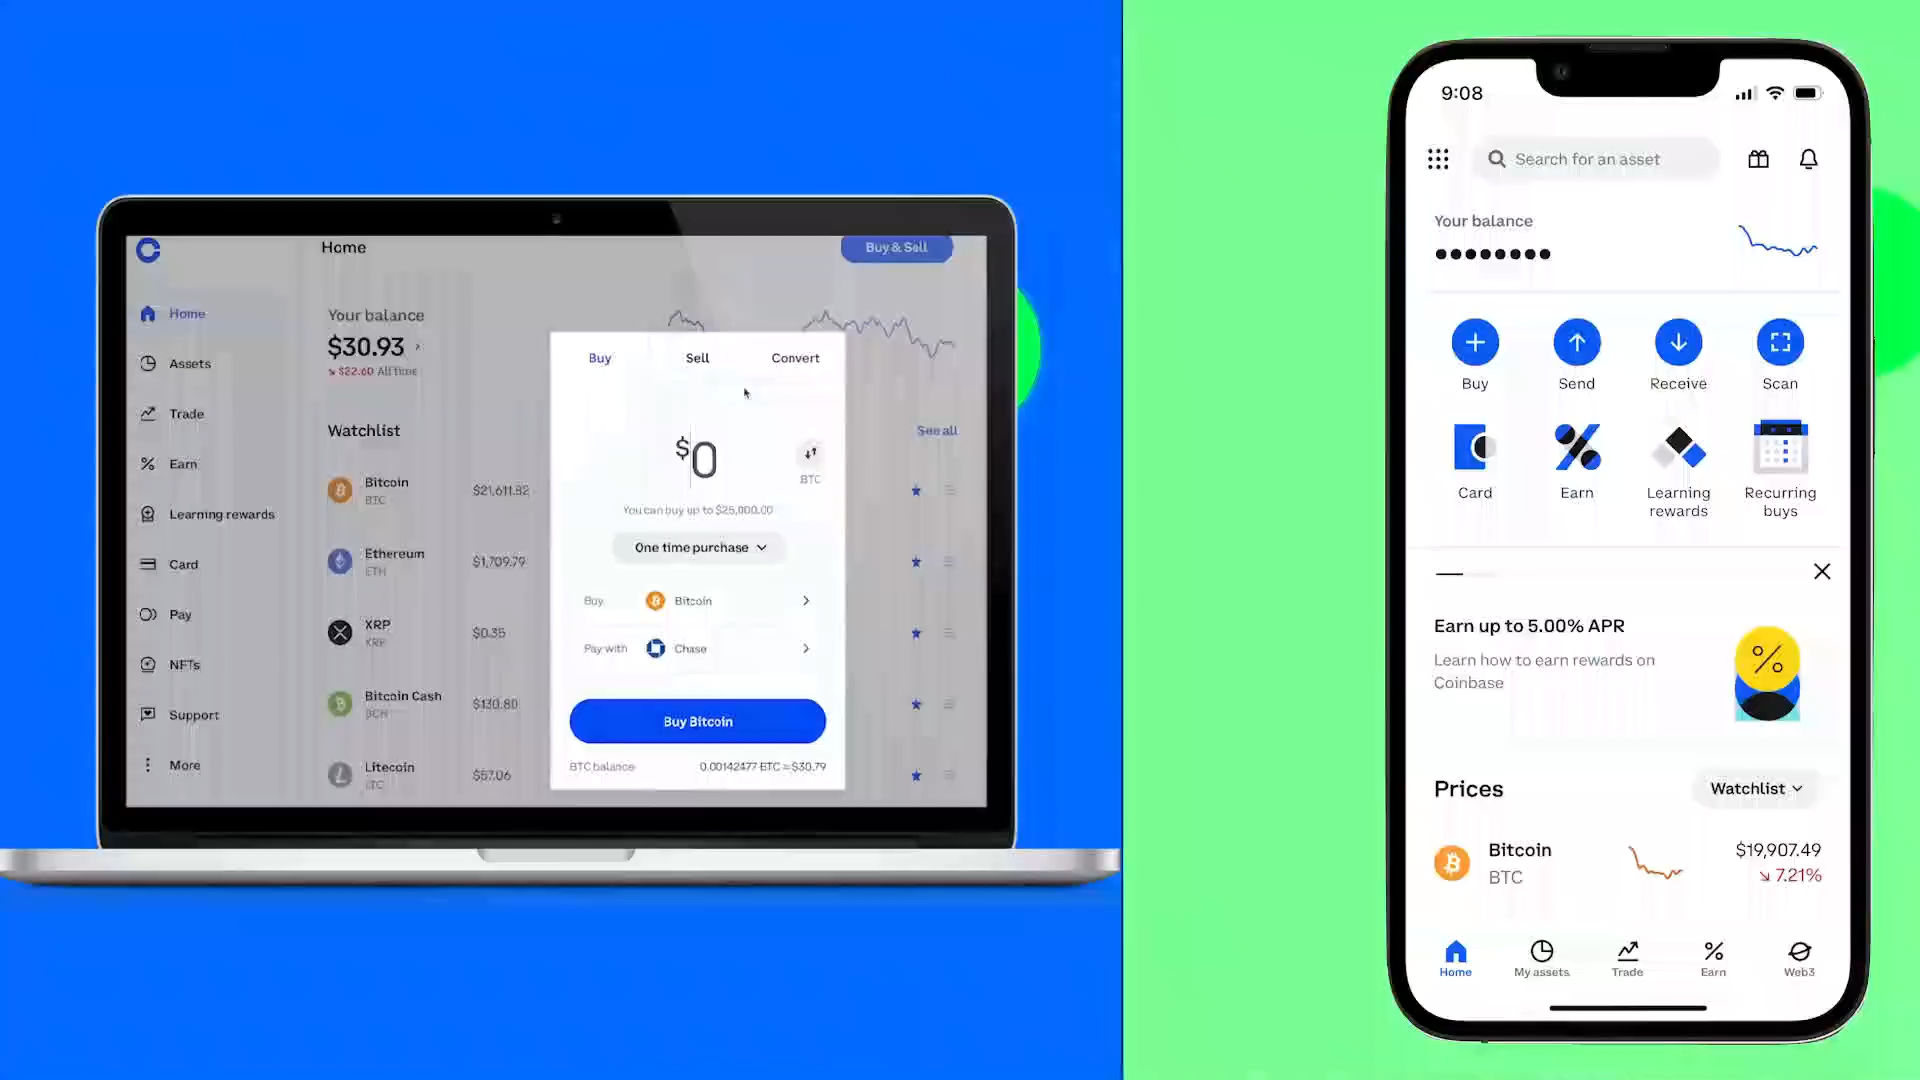 Home
Buy & Sell
Home
Assets
Trade
Earn
Learning rewards
Card
Pay
NFTs
Support
More
Your balance
$30.93
↘ $22.60 All time
Watchlist
See all
Bitcoin
BTC
$21,611.82
Ethereum
ETH
$1,709.79
XRP
XRP
$0.35
Bitcoin Cash
BCH
$130.80
Litecoin
LTC
$57.06
Buy Sell Convert
$0
BTC
You can buy up to $25,000.00
One time purchase
Buy Bitcoin
Pay with Chase
Buy Bitcoin
BTC balance 0.00142477 BTC ≈ $30.79
9:08
Search for an asset
Your balance
Buy Send Receive Scan
Card Earn Learning rewards Recurring buys
Earn up to 5.00% APR
Learn how to earn rewards on
Coinbase
Prices
Watchlist
Bitcoin
BTC
$19,907.49
↘ 7.21%
Home My assets Trade Earn Web3